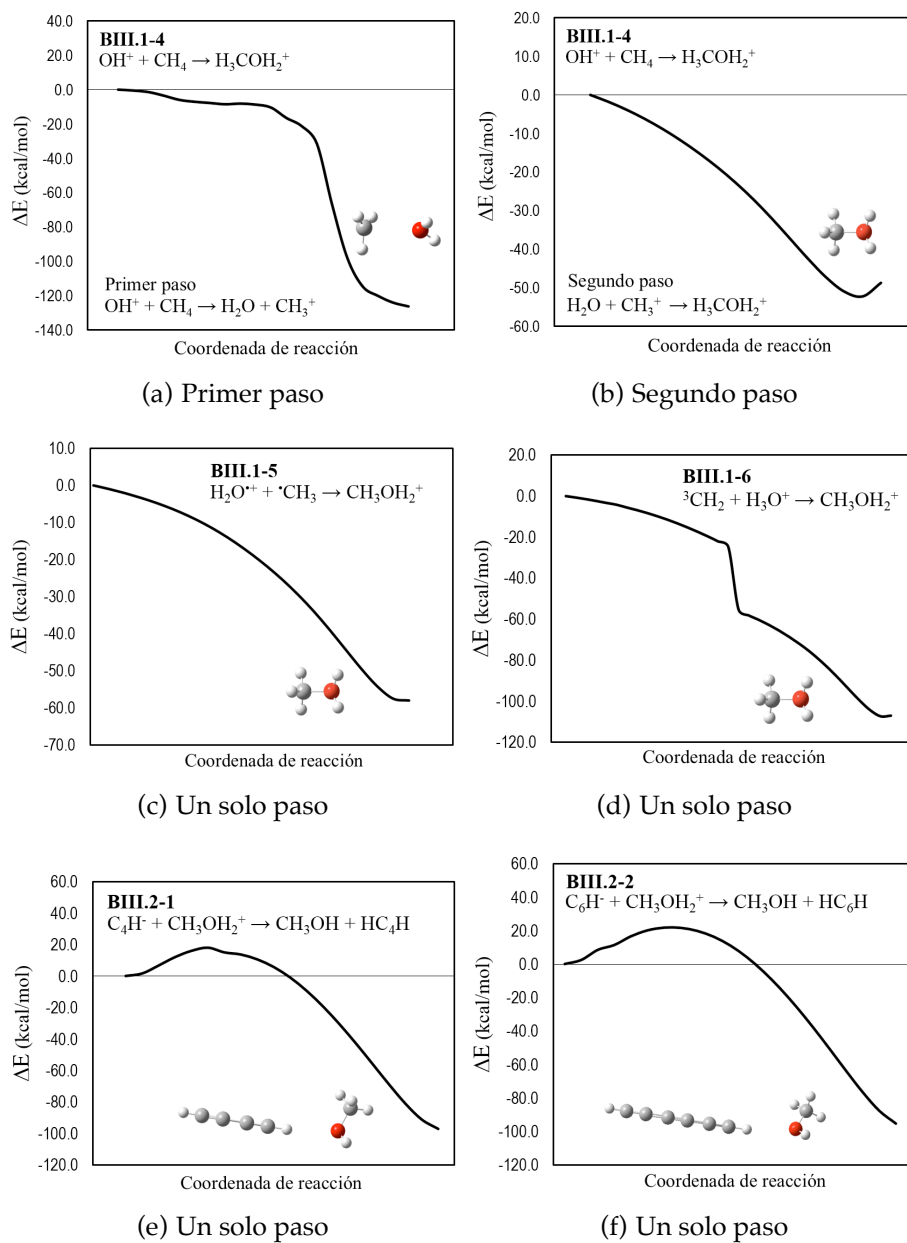 BIII.1-4
OH⁺ + CH₄ → H₃COH₂⁺
40.0
20.0
0.0
-20.0
-40.0
-60.0
-80.0
-100.0
-120.0
-140.0
ΔE (kcal/mol)
Primer paso
OH⁺ + CH₄ → H₂O + CH₃⁺
Coordenada de reacción
(a) Primer paso
BIII.1-4
OH⁺ + CH₄ → H₃COH₂⁺
20.0
10.0
0.0
-10.0
-20.0
-30.0
-40.0
-50.0
-60.0
ΔE (kcal/mol)
Segundo paso
H₂O + CH₃⁺ → H₃COH₂⁺
Coordenada de reacción
(b) Segundo paso
BIII.1-5
H₂O•⁺ + •CH₃ → CH₃OH₂⁺
10.0
0.0
-10.0
-20.0
-30.0
-40.0
-50.0
-60.0
-70.0
ΔE (kcal/mol)
Coordenada de reacción
(c) Un solo paso
BIII.1-6
³CH₂ + H₃O⁺ → CH₃OH₂⁺
20.0
0.0
-20.0
-40.0
-60.0
-80.0
-100.0
-120.0
ΔE (kcal/mol)
Coordenada de reacción
(d) Un solo paso
BIII.2-1
C₄H⁻ + CH₃OH₂⁺ → CH₃OH + HC₄H
60.0
40.0
20.0
0.0
-20.0
-40.0
-60.0
-80.0
-100.0
-120.0
ΔE (kcal/mol)
Coordenada de reacción
(e) Un solo paso
BIII.2-2
C₆H⁻ + CH₃OH₂⁺ → CH₃OH + HC₆H
60.0
40.0
20.0
0.0
-20.0
-40.0
-60.0
-80.0
-100.0
-120.0
ΔE (kcal/mol)
Coordenada de reacción
(f) Un solo paso